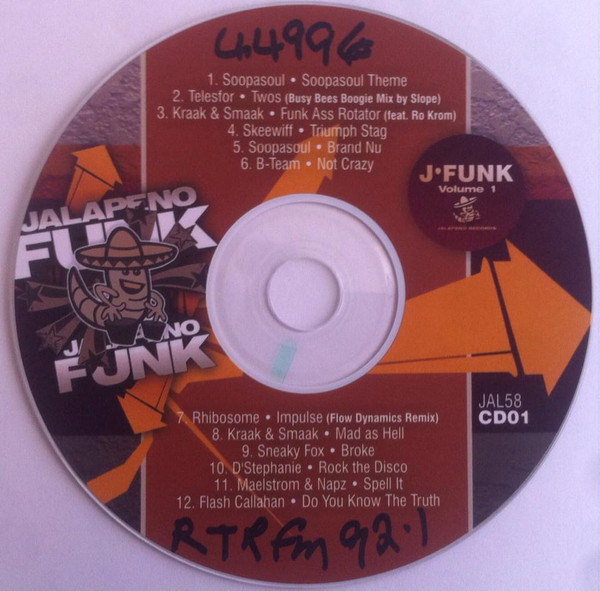 44996
1. Soopasoul • Soopasoul Theme
2. Telesfor • Twos (Busy Bees Boogie Mix by Slope)
3. Kraak & Smaak • Funk Ass Rotator (feat. Ro Krom)
4. Skeewiff • Triumph Stag
5. Soopasoul • Brand Nu
6. B-Team • Not Crazy
J•FUNK
Volume 1
JALAPENO RECORDS
JALAPENO
FUNK
JALAPENO
FUNK
JAL58
CD01
7. Rhibosome • Impulse (Flow Dynamics Remix)
8. Kraak & Smaak • Mad as Hell
9. Sneaky Fox • Broke
10. D'Stephanie • Rock the Disco
11. Maelstrom & Napz • Spell It
12. Flash Callahan • Do You Know The Truth
RTRFm 92.1